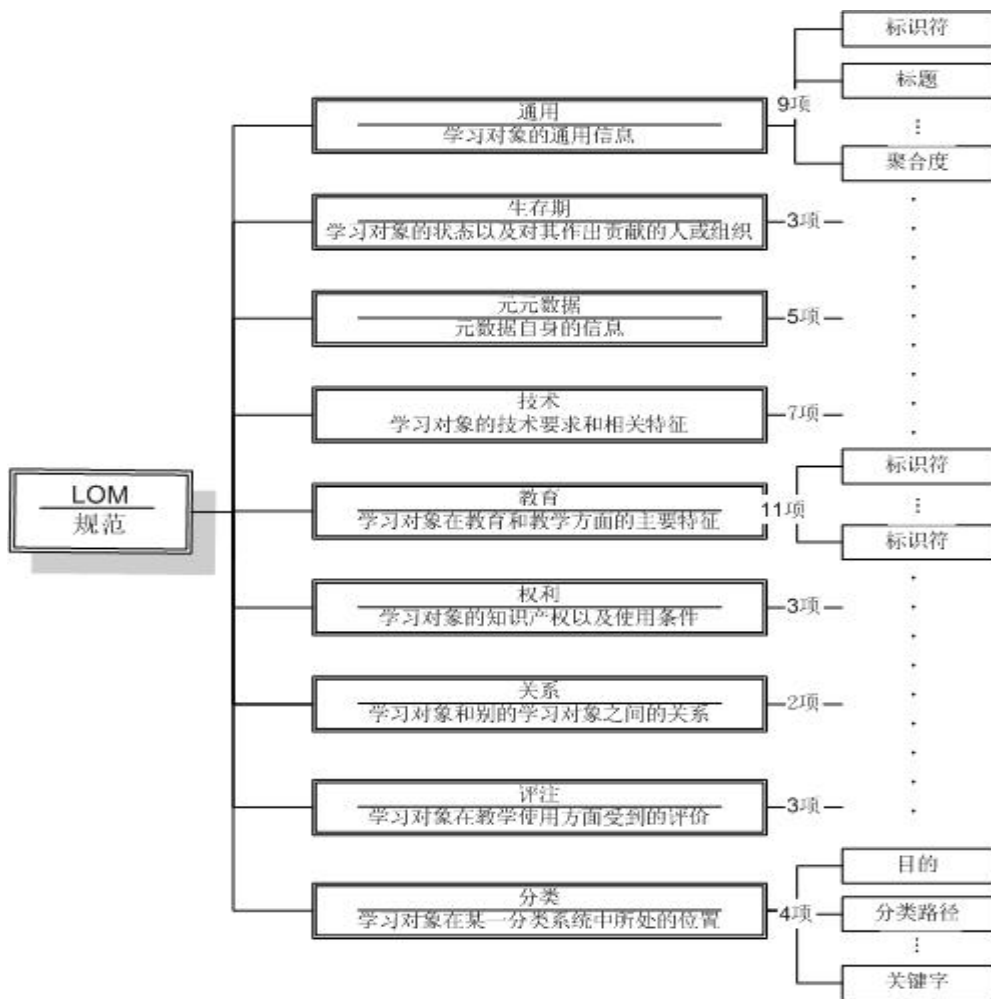 LOM
规范
通用
学习对象的通用信息
9项
标识符
标题
⋮
聚合度
生存期
学习对象的状态以及对其作出贡献的人或组织
3项
元元数据
元数据自身的信息
5项
技术
学习对象的技术要求和相关特征
7项
教育
学习对象在教育和教学方面的主要特征
11项
标识符
⋮
标识符
权利
学习对象的知识产权以及使用条件
3项
关系
学习对象和别的学习对象之间的关系
2项
评注
学习对象在教学使用方面受到的评价
3项
分类
学习对象在某一分类系统中所处的位置
4项
目的
分类路径
⋮
关键字